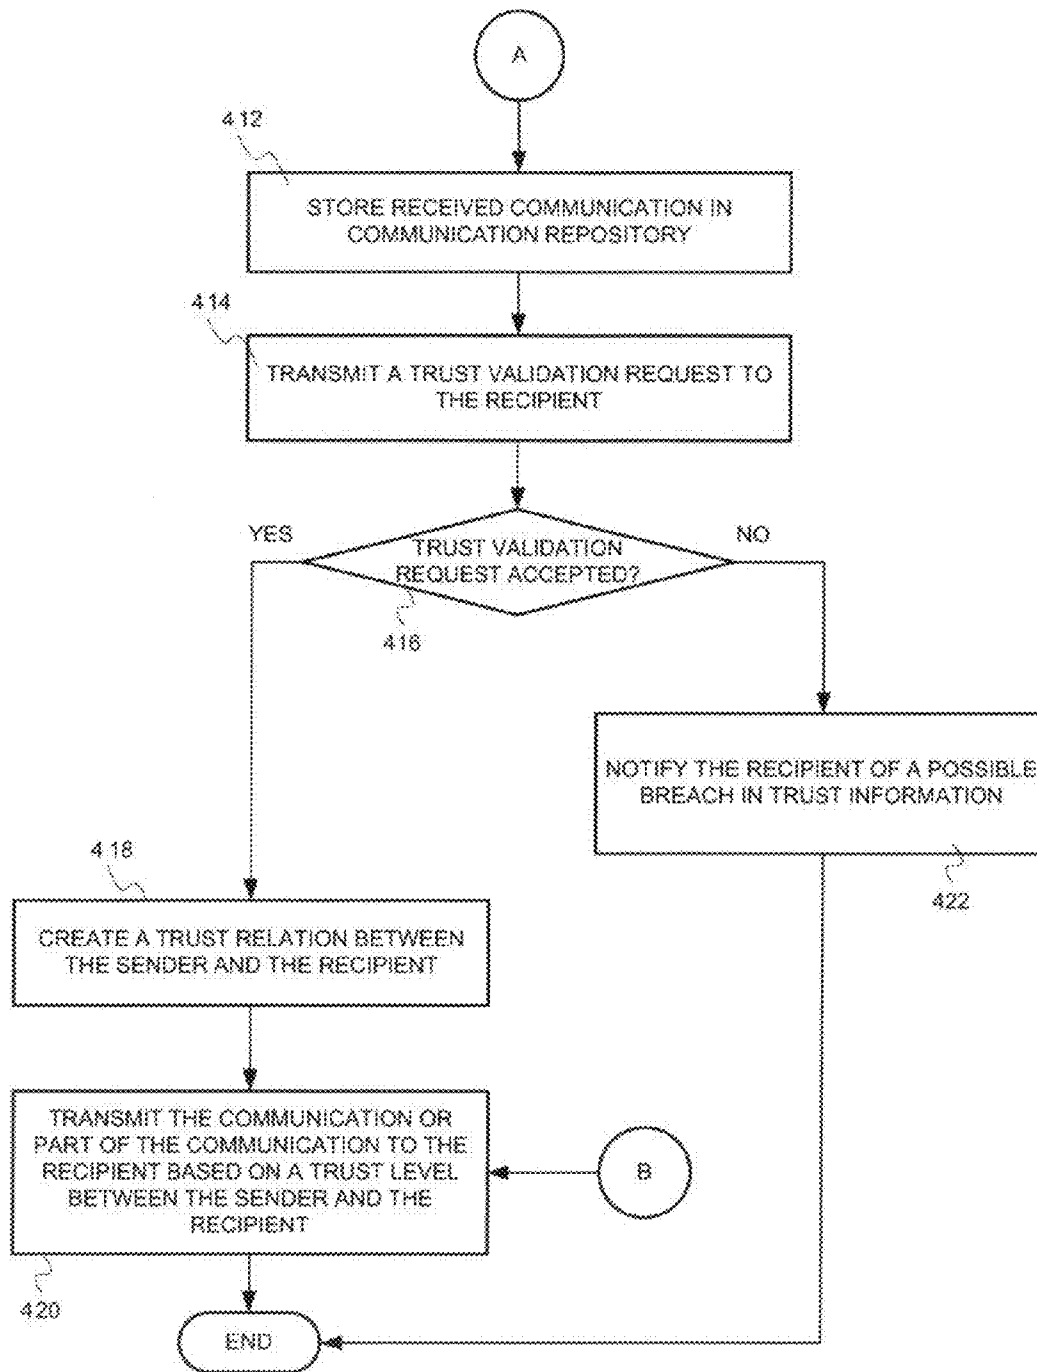 A
412
STORE RECEIVED COMMUNICATION IN
COMMUNICATION REPOSITORY
414
TRANSMIT A TRUST VALIDATION REQUEST TO
THE RECIPIENT
YES
NO
TRUST VALIDATION
REQUEST ACCEPTED?
416
NOTIFY THE RECIPIENT OF A POSSIBLE
BREACH IN TRUST INFORMATION
422
418
CREATE A TRUST RELATION BETWEEN
THE SENDER AND THE RECIPIENT
TRANSMIT THE COMMUNICATION OR
PART OF THE COMMUNICATION TO THE
RECIPIENT BASED ON A TRUST LEVEL
BETWEEN THE SENDER AND THE
RECIPIENT
B
420
END